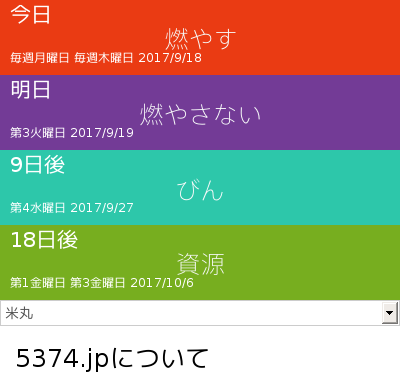 今日
燃やす
毎週月曜日 毎週木曜日 2017/9/18
明日
燃やさない
第3火曜日 2017/9/19
9日後
びん
第4水曜日 2017/9/27
18日後
資源
第1金曜日 第3金曜日 2017/10/6
米丸
5374.jpについて